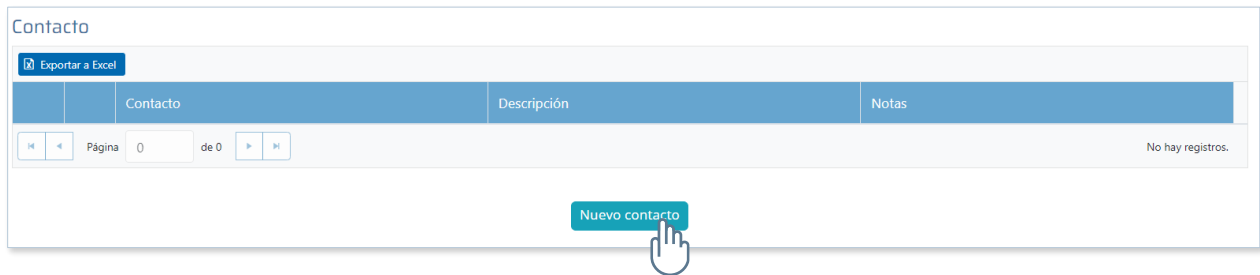 Contacto
Exportar a Excel
Contacto Descripción Notas
Página 0 de 0 No hay registros.
Nuevo contacto